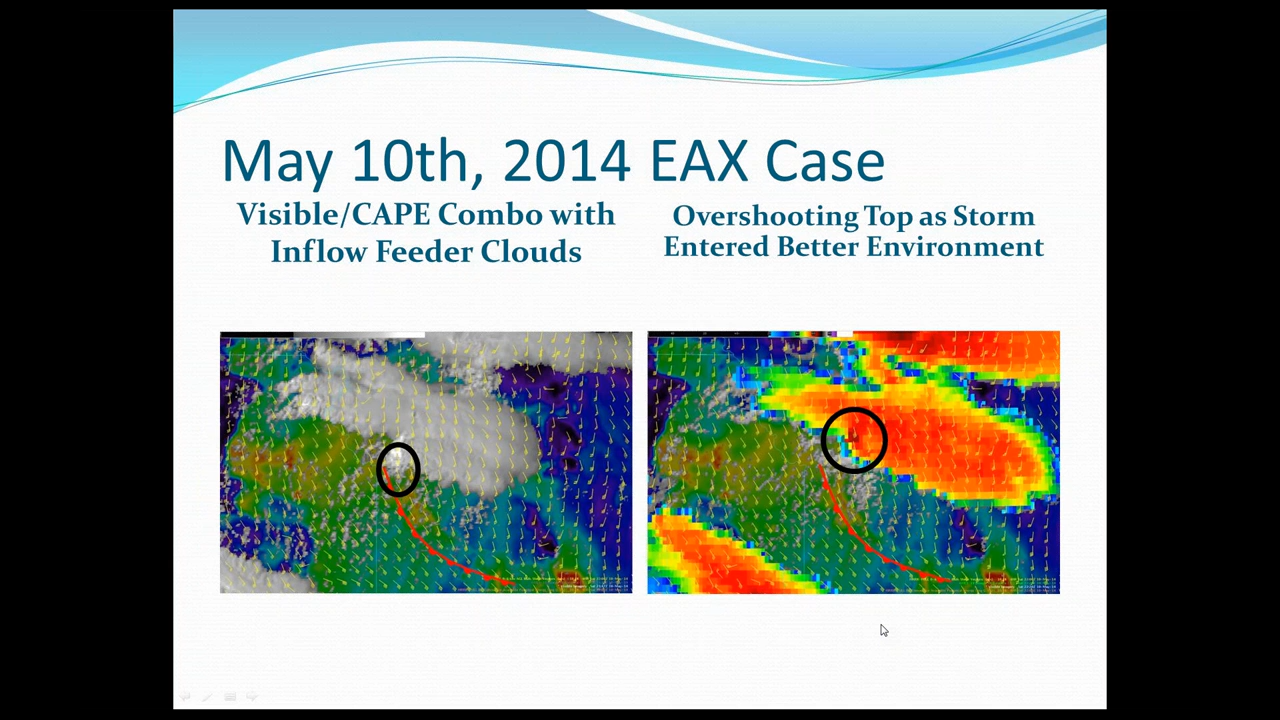 May 10th, 2014 EAX Case
Visible/CAPE Combo with
Inflow Feeder Clouds
Overshooting Top as Storm
Entered Better Environment